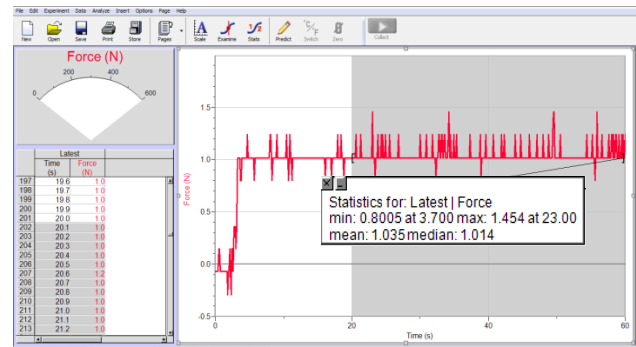 File Edit Experiment Data Analyze Insert Options Page Help
New Open Save Print Store Pages Scale Examine Stats Predict Switch Zero Collect
Force (N)
200 400
0 600
Latest
Time Force
(s) (N)
197 19.6 1.0
198 19.7 1.0
199 19.8 1.0
200 19.9 1.0
201 20.0 1.0
202 20.1 1.0
203 20.2 1.0
204 20.3 1.0
205 20.4 1.0
206 20.5 1.0
207 20.6 1.2
208 20.7 1.0
209 20.8 1.0
210 20.9 1.0
211 21.0 1.0
212 21.1 1.0
213 21.2 1.0
Force (N)
1.5
1.0
0.5
0.0
-0.5
0 20 40 60
Time (s)
Statistics for: Latest | Force
min: 0.8005 at 3.700 max: 1.454 at 23.00
mean: 1.035 median: 1.014